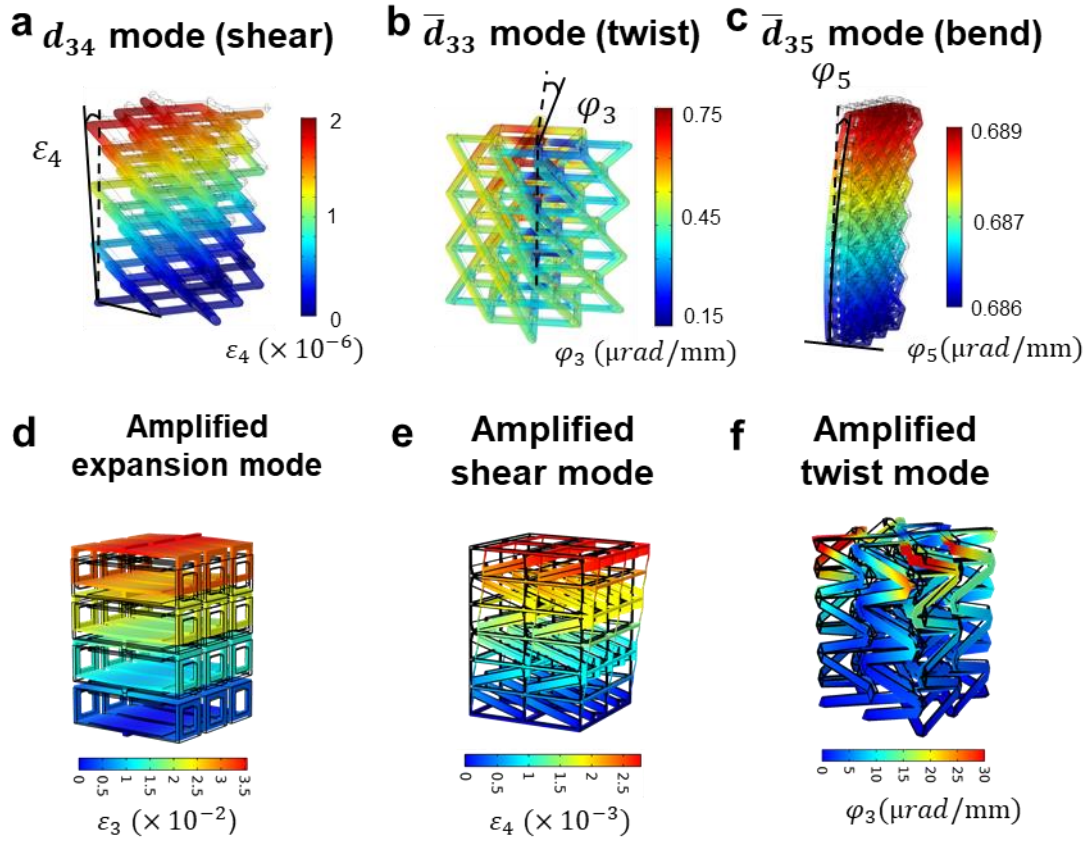 a d₃₄ mode (shear)
b d̅₃₃ mode (twist)
c d̅₃₅ mode (bend)
ε₄
2
1
0
ε₄ (× 10⁻⁶)
φ₃
0.75
0.45
0.15
φ₃ (μrad/mm)
φ₅
0.689
0.687
0.686
φ₅(μrad/mm)
d Amplified
expansion mode
0 0.5 1 1.5 2 2.5 3 3.5
ε₃ (× 10⁻²)
e Amplified
shear mode
0 0.5 1 1.5 2 2.5
ε₄ (× 10⁻³)
f Amplified
twist mode
0 5 10 15 20 25 30
φ₃(μrad/mm)